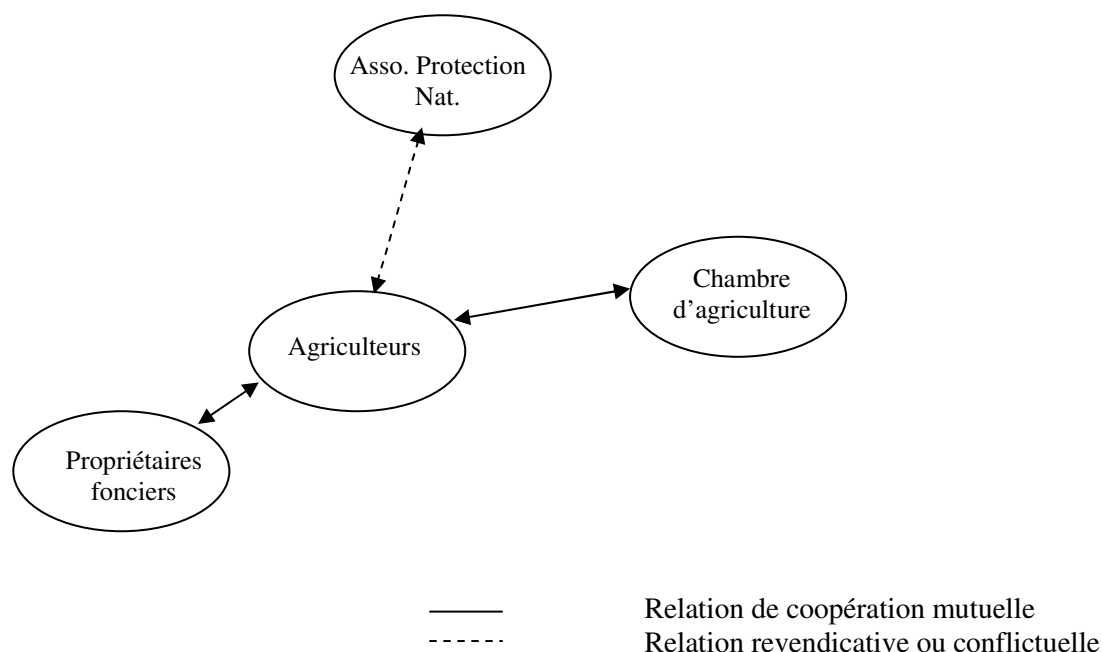 Asso. Protection
Nat.
Chambre
d’agriculture
Agriculteurs
Propriétaires
fonciers
Relation de coopération mutuelle
Relation revendicative ou conflictuelle